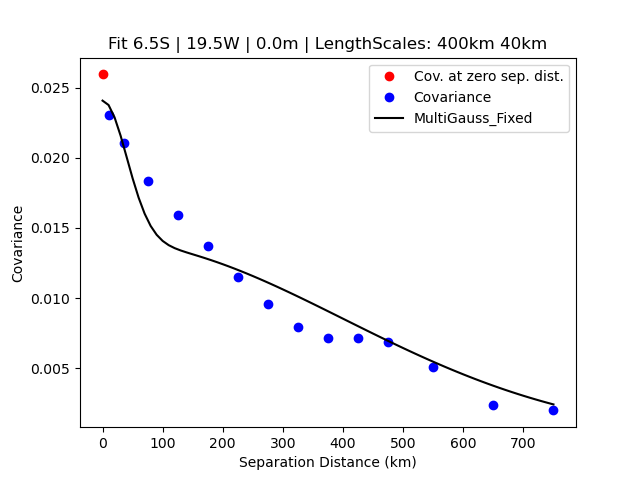 Fit 6.5S | 19.5W | 0.0m | LengthScales: 400km 40km
Cov. at zero sep. dist.
Covariance
MultiGauss_Fixed
0.025
0.020
0.015
0.010
0.005
Covariance
0 100 200 300 400 500 600 700
Separation Distance (km)